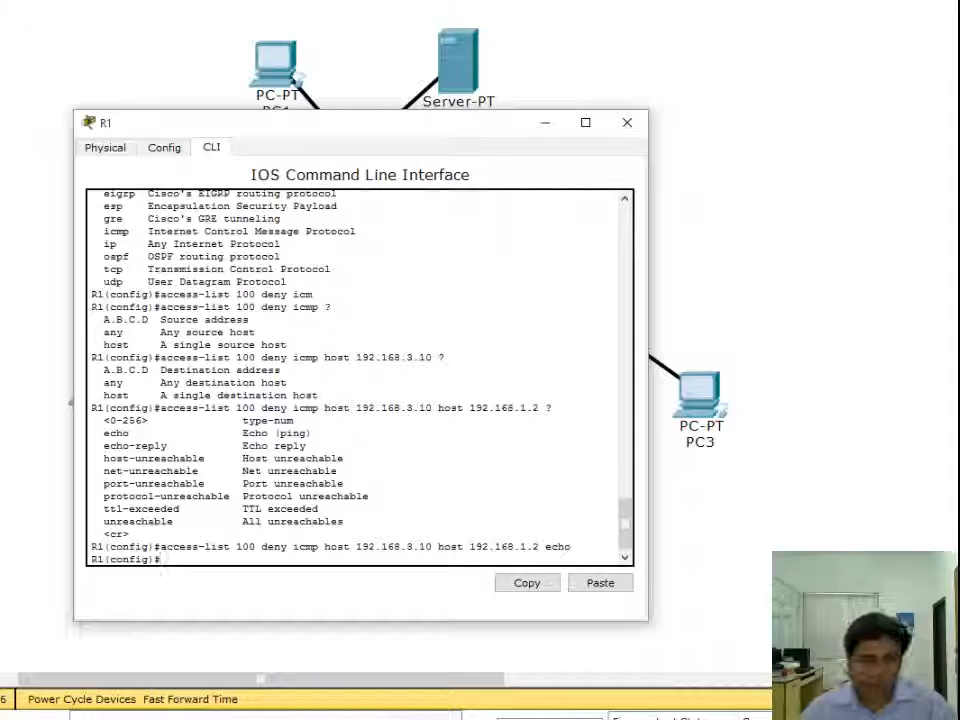 PC-PT
Server-PT
R1
Physical
Config
CLI
IOS Command Line Interface
eigrp Cisco's EIGRP routing protocol
esp Encapsulation Security Payload
gre Cisco's GRE tunneling
icmp Internet Control Message Protocol
ip Any Internet Protocol
ospf OSPF routing protocol
tcp Transmission Control Protocol
udp User Datagram Protocol
R1(config)#access-list 100 deny icm
R1(config)#access-list 100 deny icmp ?
A.B.C.D Source address
any Any source host
host A single source host
R1(config)#access-list 100 deny icmp host 192.168.3.10 ?
A.B.C.D Destination address
any Any destination host
host A single destination host
R1(config)#access-list 100 deny icmp host 192.168.3.10 host 192.168.1.2 ?
<0-256> type-num
echo Echo (ping)
echo-reply Echo reply
host-unreachable Host unreachable
net-unreachable Net unreachable
port-unreachable Port unreachable
protocol-unreachable Protocol unreachable
ttl-exceeded TTL exceeded
unreachable All unreachables
<cr>
R1(config)#access-list 100 deny icmp host 192.168.3.10 host 192.168.1.2 echo
R1(config)#
Copy
Paste
PC-PT
PC3
6
Power Cycle Devices Fast Forward Time